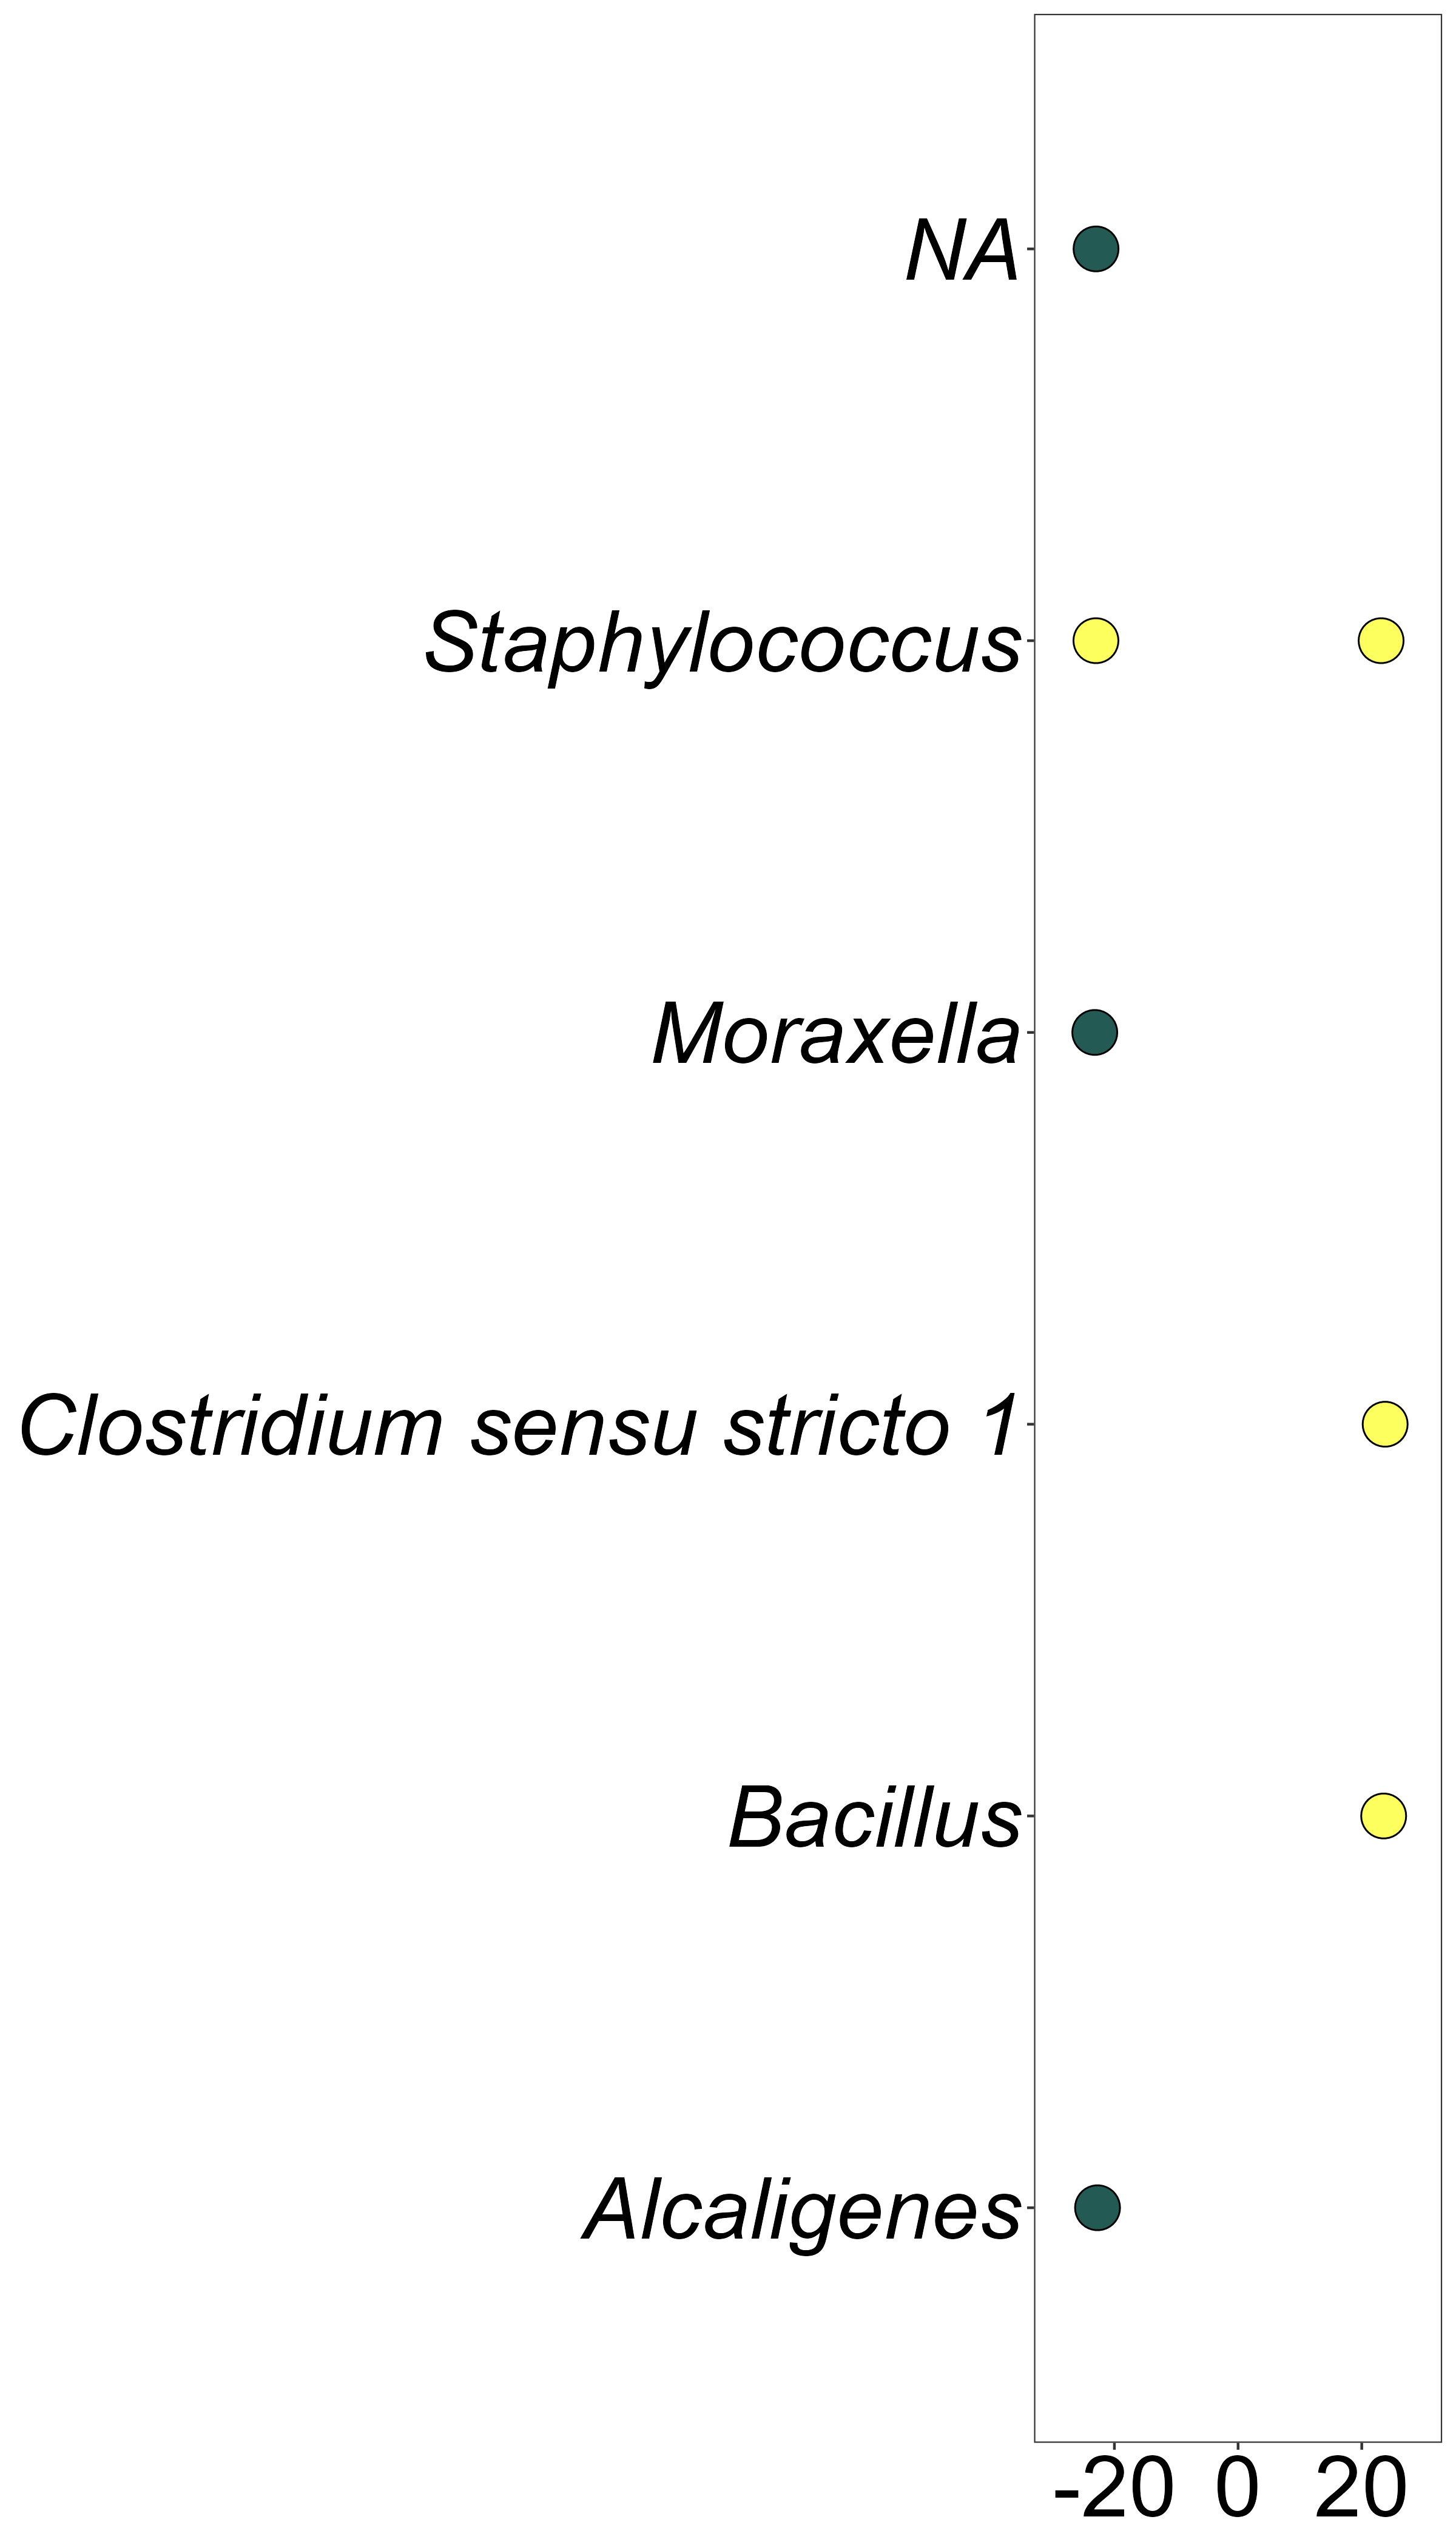 NA
Staphylococcus
Moraxella
Clostridium sensu stricto 1
Bacillus
Alcaligenes
-20 0 20